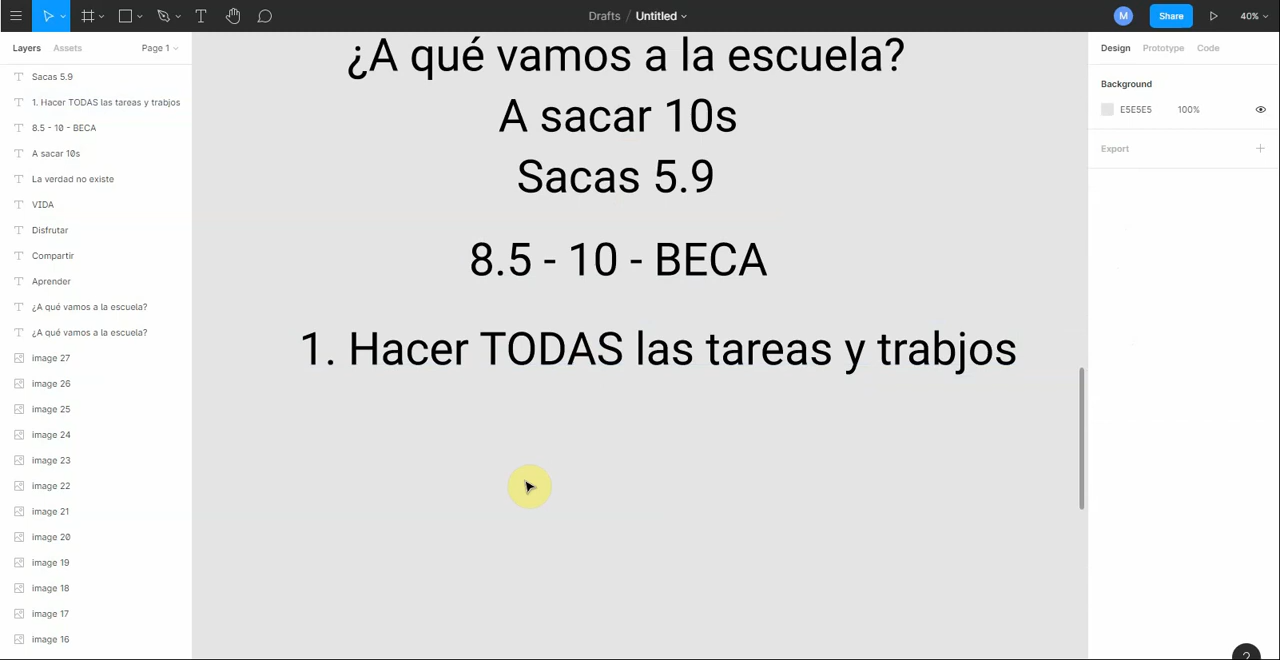 Drafts / Untitled
M
Share
40%
Layers
Assets
Page 1
Sacas 5.9
1. Hacer TODAS las tareas y trabjos
8.5 - 10 - BECA
A sacar 10s
La verdad no existe
VIDA
Disfrutar
Compartir
Aprender
¿A qué vamos a la escuela?
¿A qué vamos a la escuela?
image 27
image 26
image 25
image 24
image 23
image 22
image 21
image 20
image 19
image 18
image 17
image 16
¿A qué vamos a la escuela?
A sacar 10s
Sacas 5.9
8.5 - 10 - BECA
1. Hacer TODAS las tareas y trabjos
Design
Prototype
Code
Background
E5E5E5 100%
Export
?